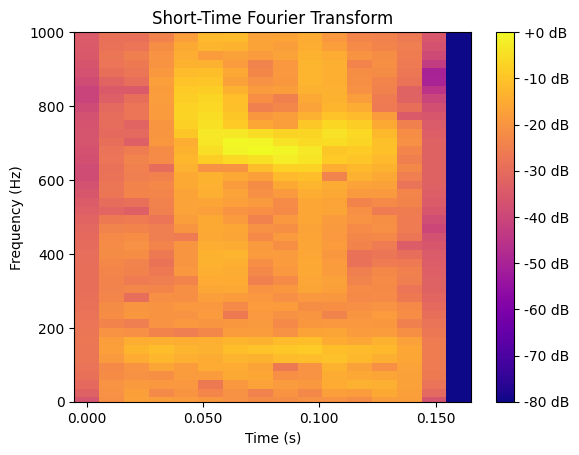 Short-Time Fourier Transform
1000
800
600
400
200
0
Frequency (Hz)
0.000
0.050
0.100
0.150
Time (s)
+0 dB
-10 dB
-20 dB
-30 dB
-40 dB
-50 dB
-60 dB
-70 dB
-80 dB